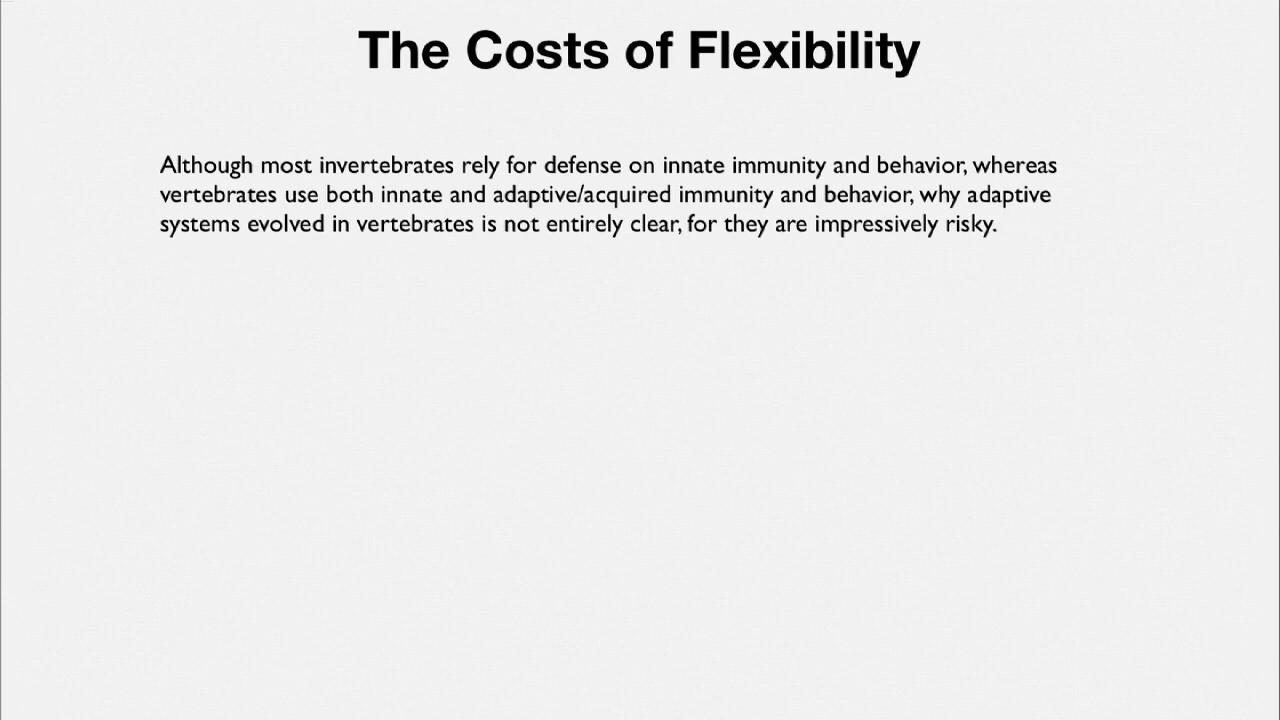 The Costs of Flexibility
Although most invertebrates rely for defense on innate immunity and behavior, whereas
vertebrates use both innate and adaptive/acquired immunity and behavior, why adaptive
systems evolved in vertebrates is not entirely clear, for they are impressively risky.